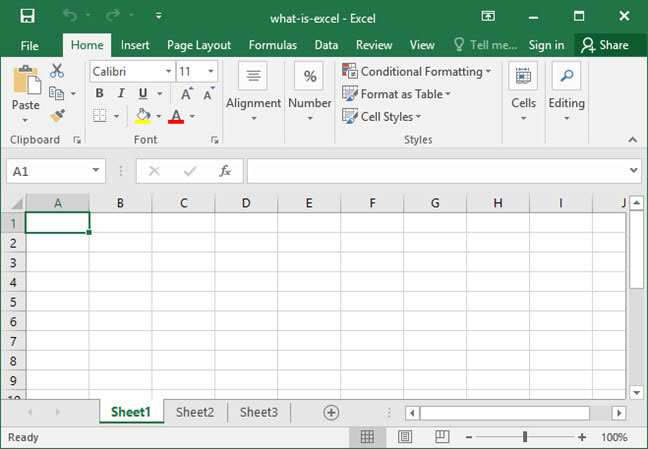 what-is-excel - Excel
File Home Insert Page Layout Formulas Data Review View Tell me... Sign in Share
Paste
Calibri 11
B I U A A
A
Alignment
%
Number
Conditional Formatting
Format as Table
Cell Styles
Cells
Editing
Clipboard Font Styles
A1 fx
A B C D E F G H I J
1
2
3
4
5
6
7
8
9
10
Sheet1 Sheet2 Sheet3
Ready 100%